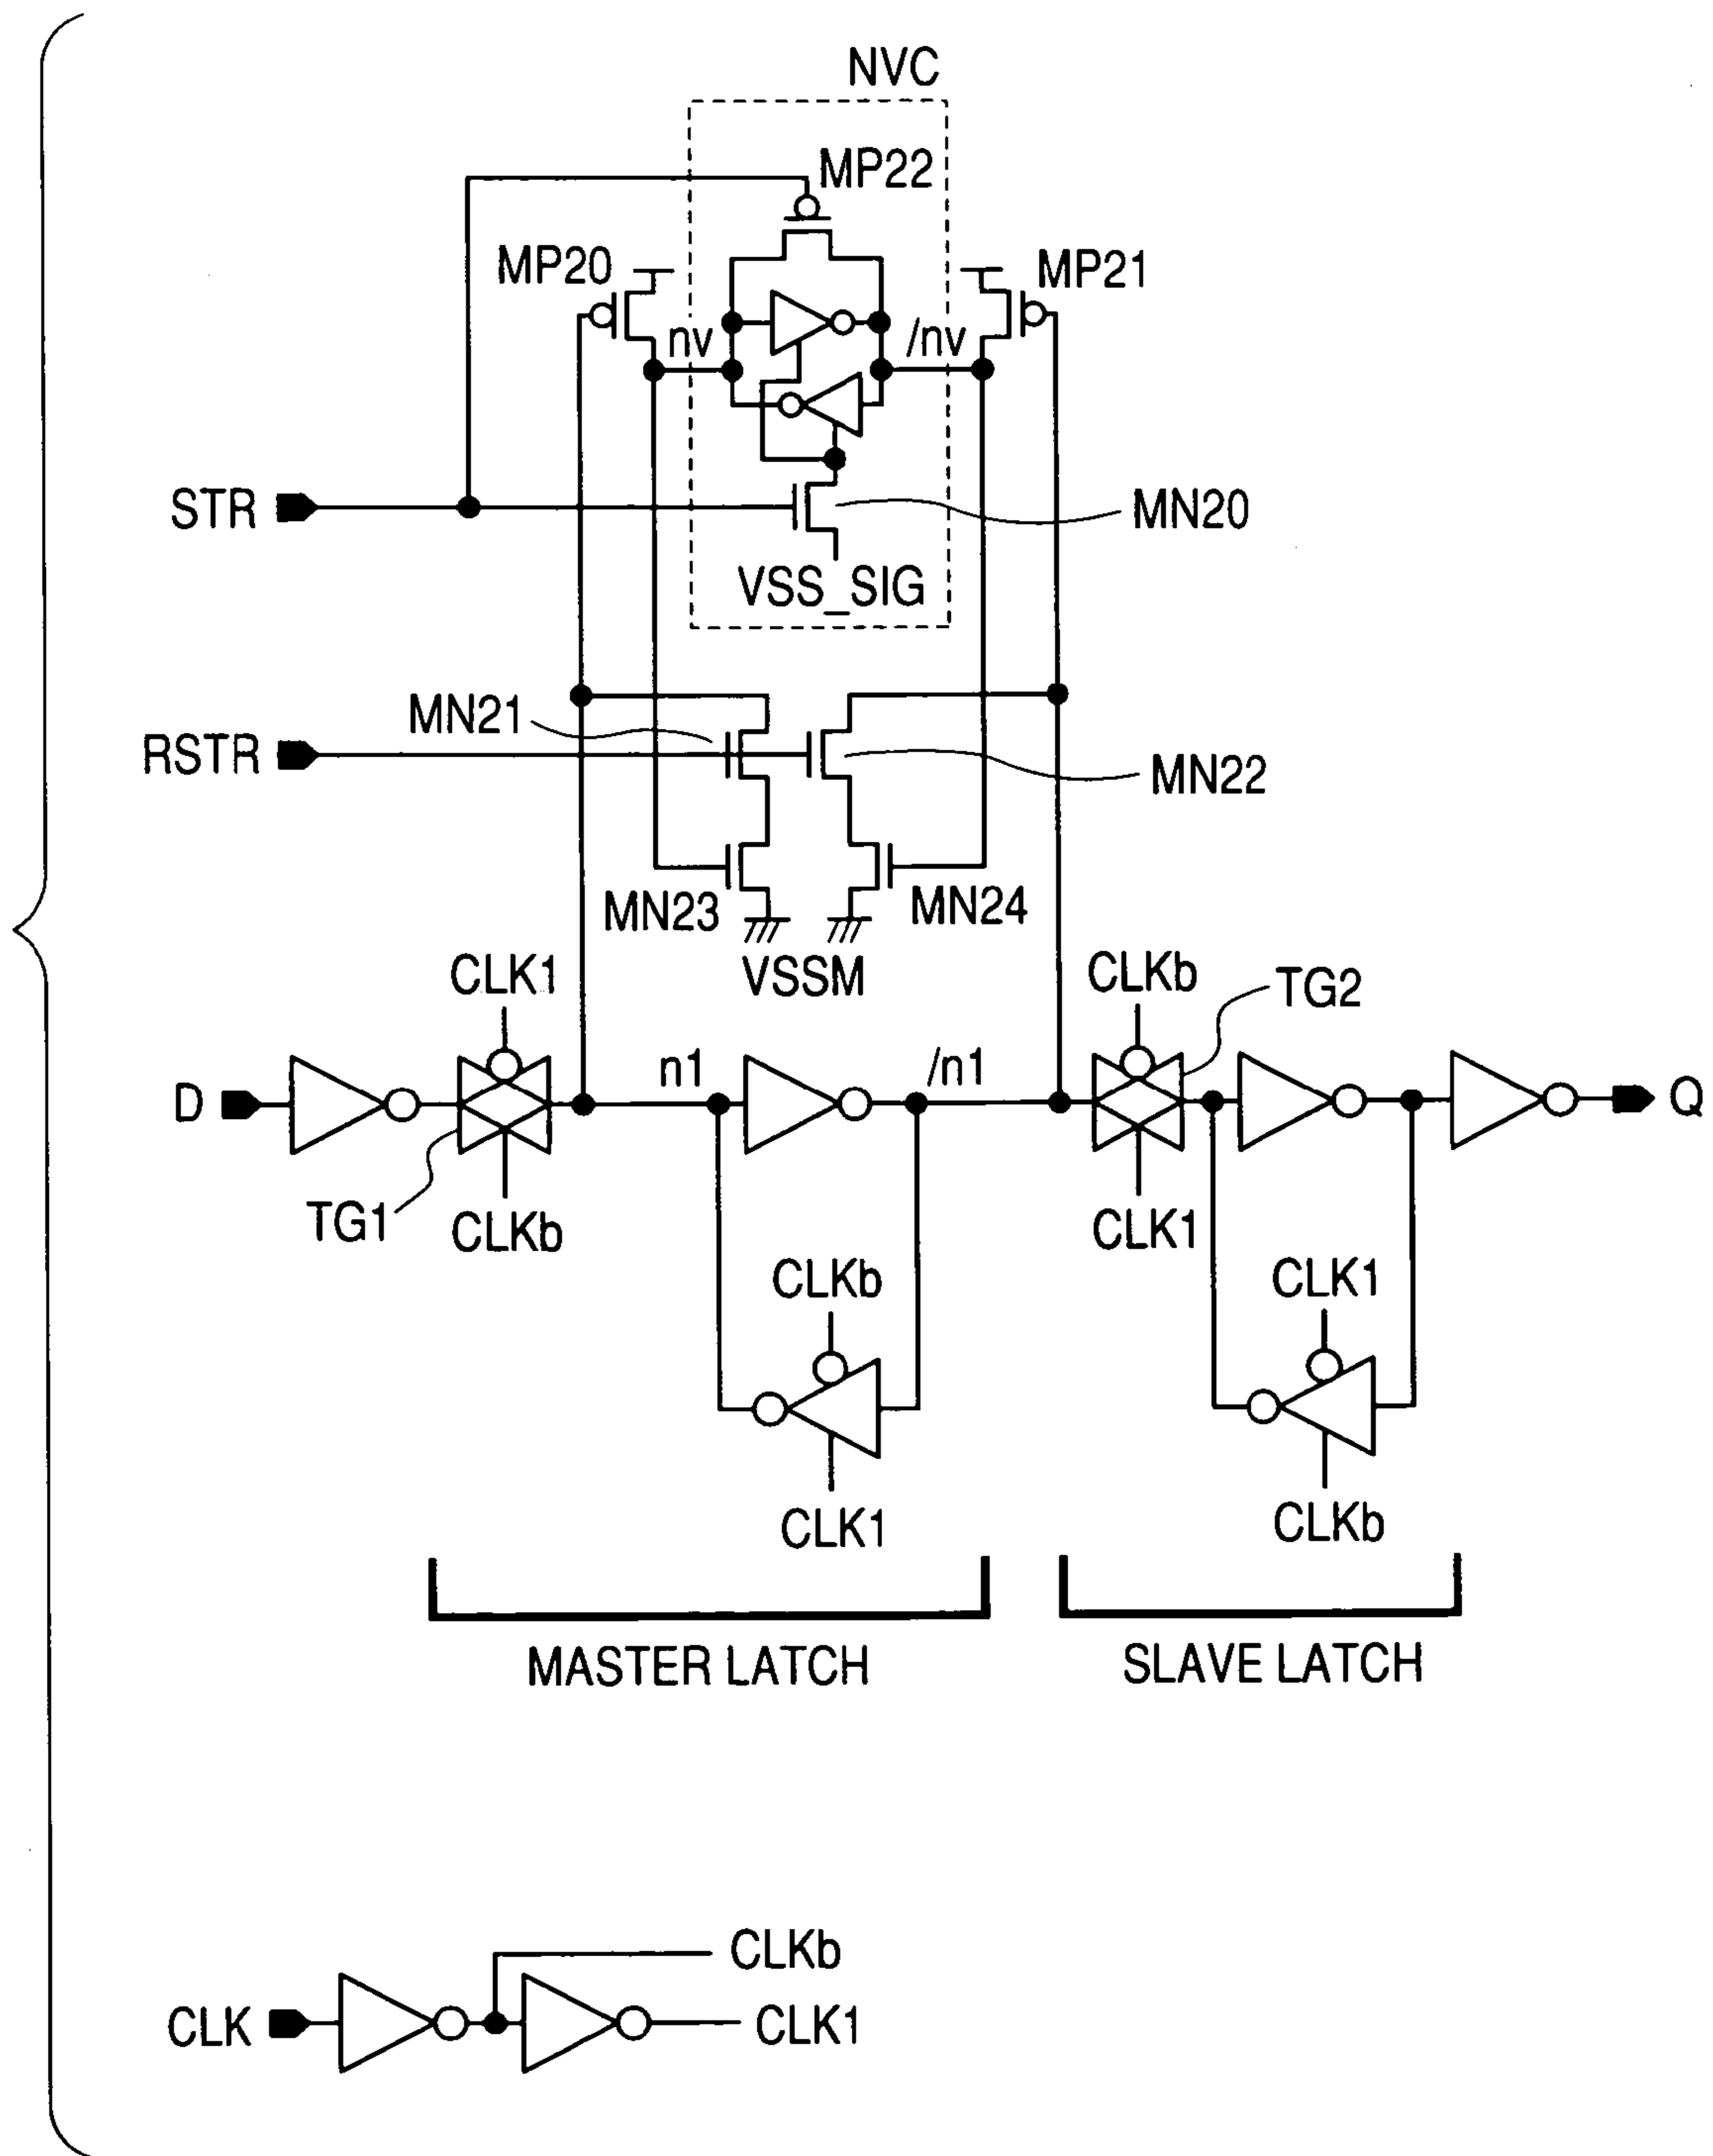 NVC
MP22
MP20
MP21
nv
/nv
STR
MN20
VSS_SIG
MN21
RSTR
MN22
MN23
MN24
VSSM
CLK1
CLKb
TG2
D
n1
/n1
Q
TG1
CLKb
CLK1
CLKb
CLK1
CLK1
CLKb
MASTER LATCH
SLAVE LATCH
CLKb
CLK
CLK1